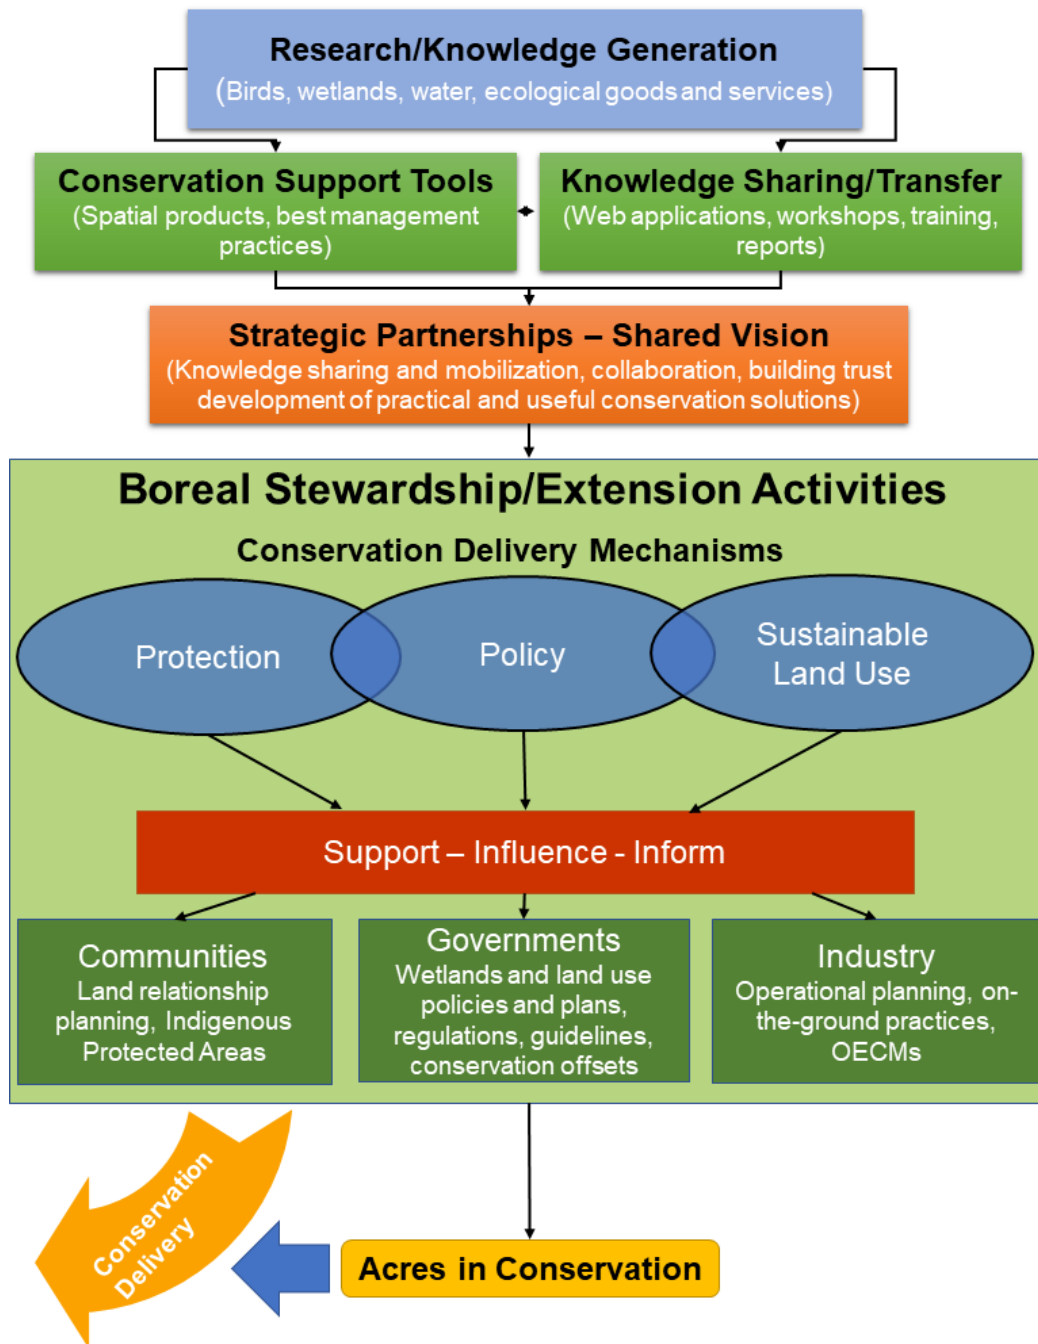 Research/Knowledge Generation
(Birds, wetlands, water, ecological goods and services)
Conservation Support Tools
(Spatial products, best management
practices)
Knowledge Sharing/Transfer
(Web applications, workshops, training,
reports)
Strategic Partnerships – Shared Vision
(Knowledge sharing and mobilization, collaboration, building trust
development of practical and useful conservation solutions)
Boreal Stewardship/Extension Activities
Conservation Delivery Mechanisms
Protection
Policy
Sustainable
Land Use
Support – Influence - Inform
Communities
Land relationship
planning, Indigenous
Protected Areas
Governments
Wetlands and land use
policies and plans,
regulations, guidelines,
conservation offsets
Industry
Operational planning, on-
the-ground practices,
OECMs
Conservation
Delivery
Acres in Conservation